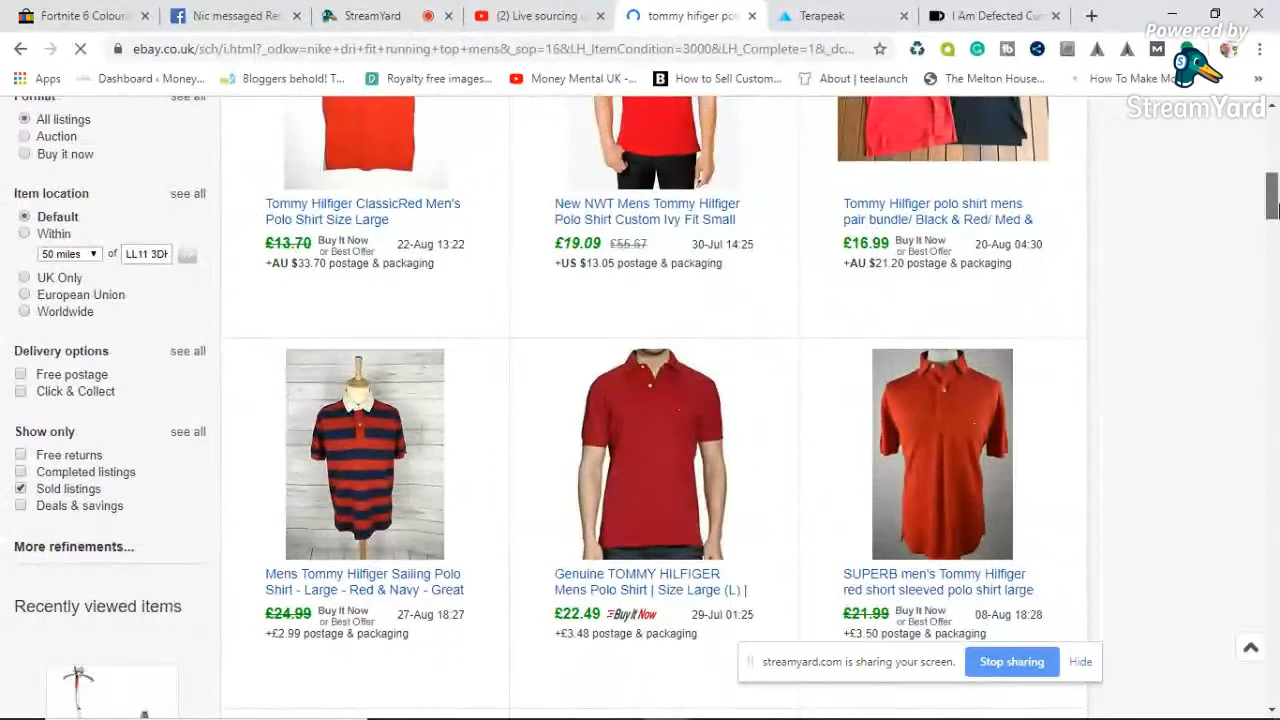 Fortnite 6 Colours
Nic messaged Re
StreamYard
(2) Live sourcing
tommy hifiger po
Terapeak
I Am Defected Cu
ebay.co.uk/sch/i.html?_odkw=nike+dri+fit+running+top+mens&_sop=16&LH_ItemCondition=3000&LH_Complete=1&_dc...
Powered by
StreamYard
Apps
Dashboard ‹ Money...
Bloggers behold! T...
Royalty free images...
Money Mental UK -...
How to Sell Custom...
About | teelaunch
The Melton House...
How To Make Mo
»
Format
see all
All listings
Auction
Buy it now
Item location
see all
Default
Within
50 miles of LL11 3D
UK Only
European Union
Worldwide
Delivery options
see all
Free postage
Click & Collect
Show only
see all
Free returns
Completed listings
Sold listings
Deals & savings
More refinements...
Recently viewed items
Tommy Hilfiger ClassicRed Men's
Polo Shirt Size Large
£13.70 Buy It Now 22-Aug 13:22
or Best Offer
+AU $33.70 postage & packaging
New NWT Mens Tommy Hilfiger
Polo Shirt Custom Ivy Fit Small
£19.09 £55.67 30-Jul 14:25
+US $13.05 postage & packaging
Tommy Hilfiger polo shirt mens
pair bundle/ Black & Red/ Med &
£16.99 Buy It Now 20-Aug 04:30
or Best Offer
+AU $21.20 postage & packaging
Mens Tommy Hilfiger Sailing Polo
Shirt - Large - Red & Navy - Great
£24.99 Buy It Now 27-Aug 18:27
or Best Offer
+£2.99 postage & packaging
Genuine TOMMY HILFIGER
Mens Polo Shirt | Size Large (L) |
£22.49 Buy It Now 29-Jul 01:25
+£3.48 postage & packaging
SUPERB men's Tommy Hilfiger
red short sleeved polo shirt large
£21.99 Buy It Now 08-Aug 18:28
or Best Offer
+£3.50 postage & packaging
streamyard.com is sharing your screen.
Stop sharing
Hide